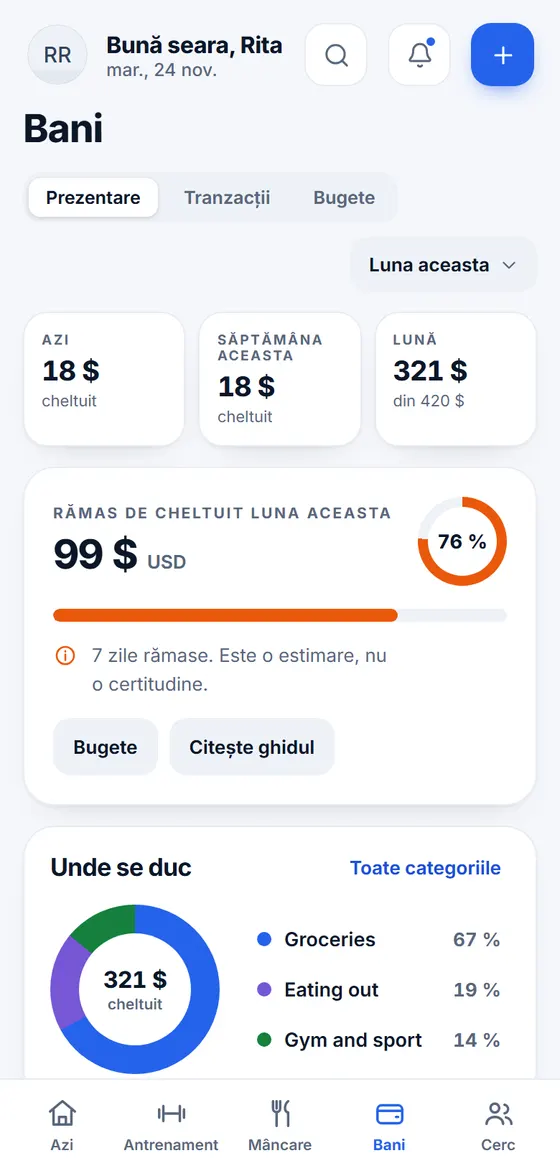 RR
Bună seara, Rita
mar., 24 nov.
Bani
Prezentare
Tranzacții
Bugete
Luna aceasta
AZI
18 $
cheltuit
SĂPTĂMÂNA
ACEASTA
18 $
cheltuit
LUNĂ
321 $
din 420 $
RĂMAS DE CHELTUIT LUNA ACEASTA
99 $ USD
76 %
7 zile rămase. Este o estimare, nu
o certitudine.
Bugete
Citește ghidul
Unde se duc
Toate categoriile
321 $
cheltuit
Groceries 67 %
Eating out 19 %
Gym and sport 14 %
Azi
Antrenament
Mâncare
Bani
Cerc